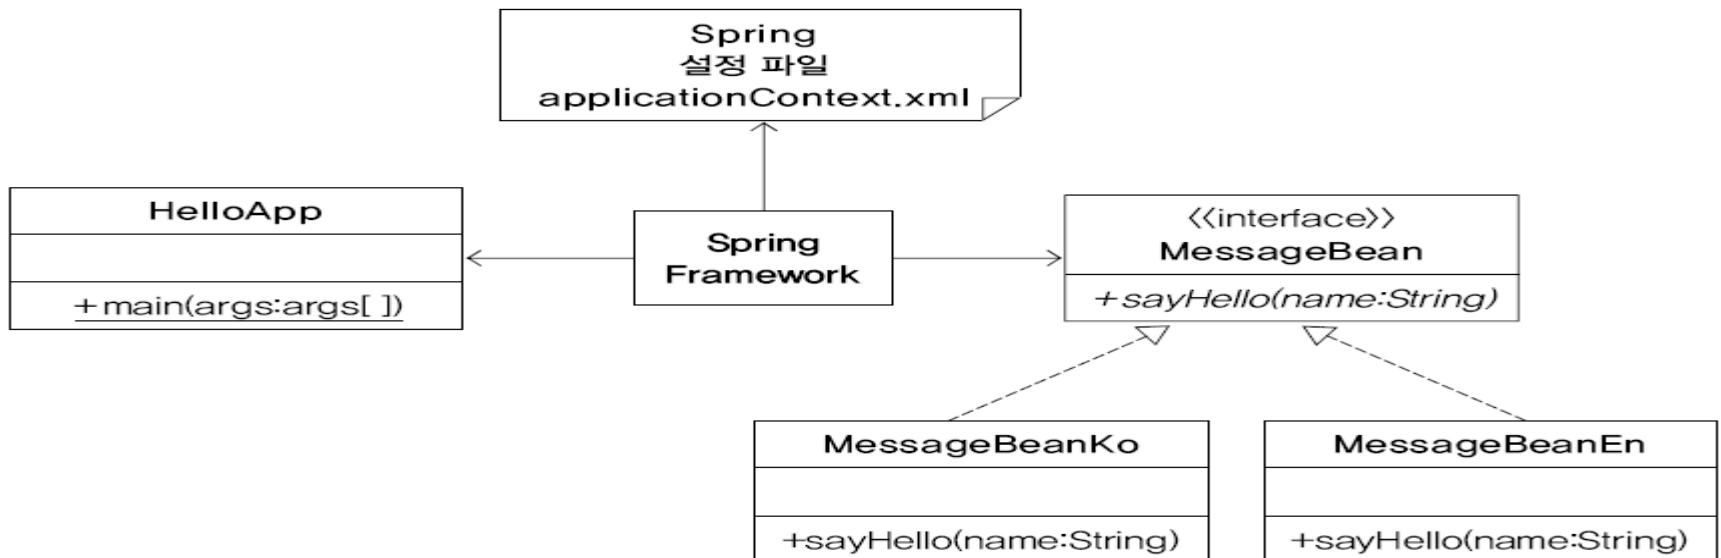 Spring
설정 파일
applicationContext.xml
HelloApp
+main(args:args[ ])
Spring
Framework
<<interface>>
MessageBean
+sayHello(name:String)
MessageBeanKo
+sayHello(name:String)
MessageBeanEn
+sayHello(name:String)